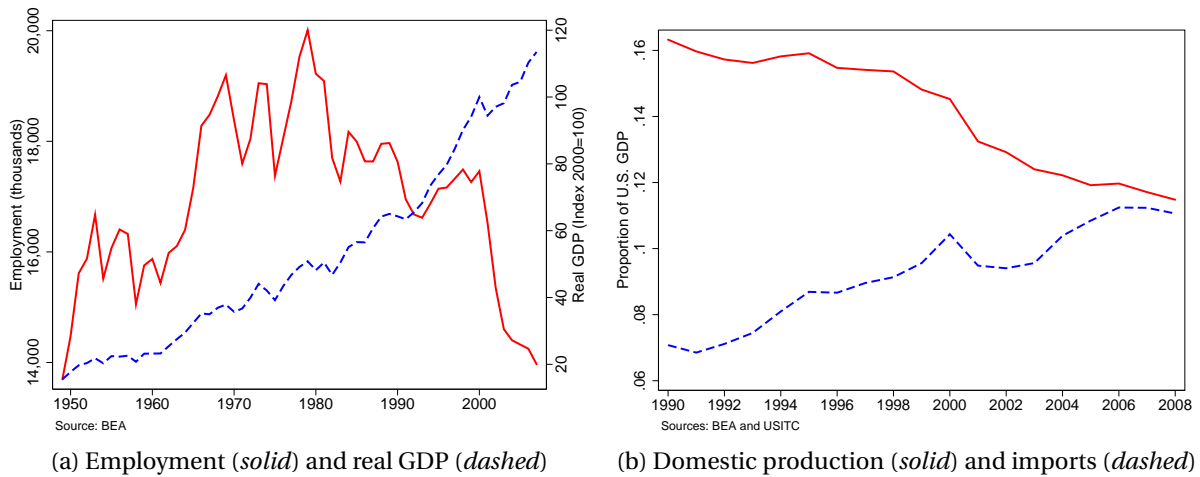 Employment (thousands)
14,000
16,000
18,000
20,000
Real GDP (Index 2000=100)
20
40
60
80
100
120
1950 1960 1970 1980 1990 2000
Source: BEA
(a) Employment (solid) and real GDP (dashed)
Proportion of U.S. GDP
.06
.08
.1
.12
.14
.16
1990 1992 1994 1996 1998 2000 2002 2004 2006 2008
Sources: BEA and USITC
(b) Domestic production (solid) and imports (dashed)